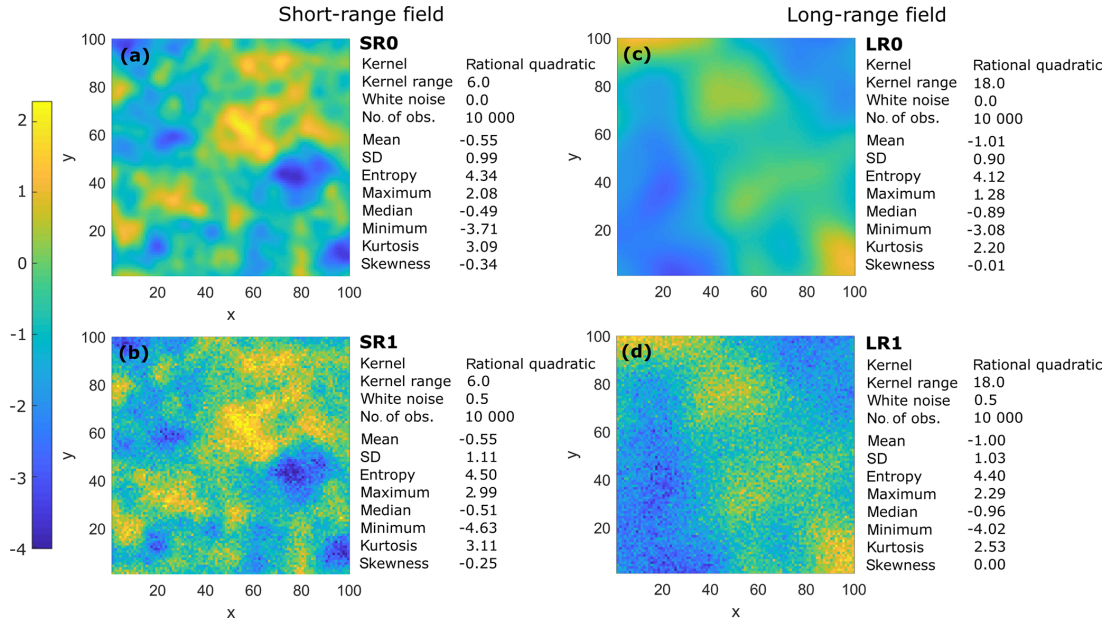 Short-range field
Long-range field
2
1
0
-1
-2
-3
-4
(a)
100
80
60
40
20
y
20 40 60 80 100
x
SR0
Kernel Rational quadratic
Kernel range 6.0
White noise 0.0
No. of obs. 10 000
Mean -0.55
SD 0.99
Entropy 4.34
Maximum 2.08
Median -0.49
Minimum -3.71
Kurtosis 3.09
Skewness -0.34
(c)
100
80
60
40
20
y
20 40 60 80 100
x
LR0
Kernel Rational quadratic
Kernel range 18.0
White noise 0.0
No. of obs. 10 000
Mean -1.01
SD 0.90
Entropy 4.12
Maximum 1.28
Median -0.89
Minimum -3.08
Kurtosis 2.20
Skewness -0.01
(b)
100
80
60
40
20
y
20 40 60 80 100
x
SR1
Kernel Rational quadratic
Kernel range 6.0
White noise 0.5
No. of obs. 10 000
Mean -0.55
SD 1.11
Entropy 4.50
Maximum 2.99
Median -0.51
Minimum -4.63
Kurtosis 3.11
Skewness -0.25
(d)
100
80
60
40
20
y
20 40 60 80 100
x
LR1
Kernel Rational quadratic
Kernel range 18.0
White noise 0.5
No. of obs. 10 000
Mean -1.00
SD 1.03
Entropy 4.40
Maximum 2.29
Median -0.96
Minimum -4.02
Kurtosis 2.53
Skewness 0.00